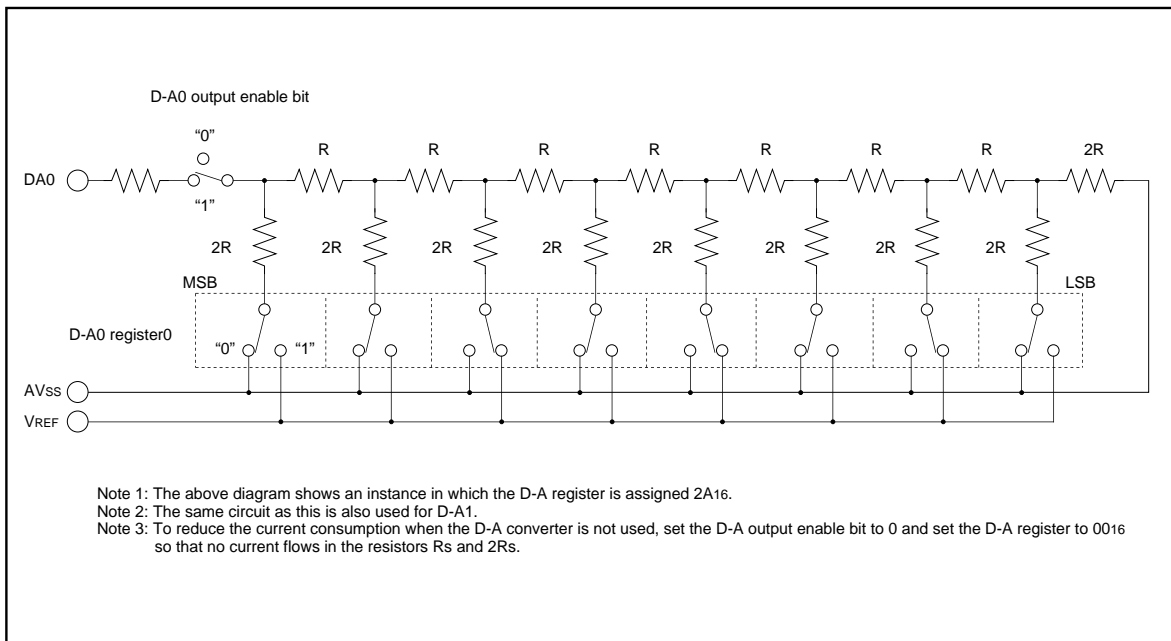 D-A0 output enable bit
“0”
R R R R R R R 2R
DA0
“1”
2R 2R 2R 2R 2R 2R 2R 2R
MSB LSB
D-A0 register0
“0” “1”
AVSS
VREF
Note 1: The above diagram shows an instance in which the D-A register is assigned 2A16.
Note 2: The same circuit as this is also used for D-A1.
Note 3: To reduce the current consumption when the D-A converter is not used, set the D-A output enable bit to 0 and set the D-A register to 0016
so that no current flows in the resistors Rs and 2Rs.